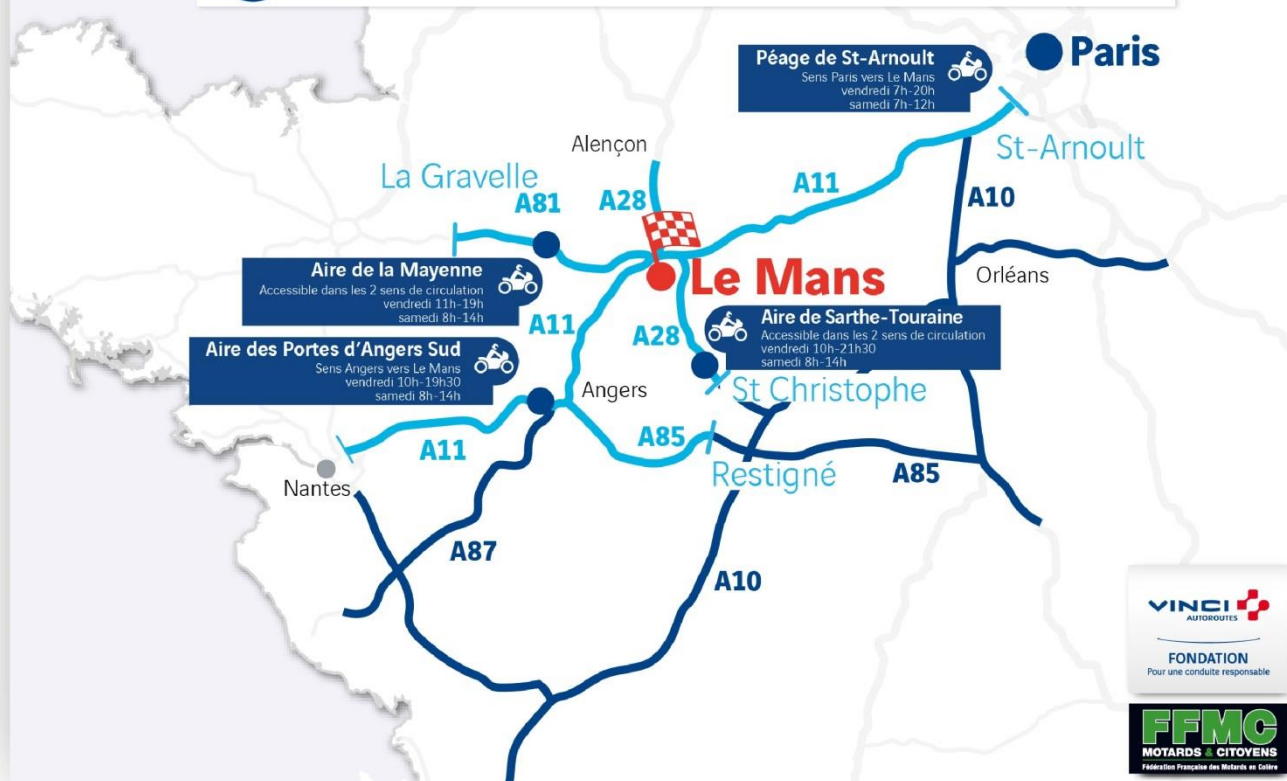 Paris
Péage de St-Arnoult
Sens Paris vers Le Mans
vendredi 7h-20h
samedi 7h-12h
St-Arnoult
Alençon
La Gravelle
A81
A28
A11
A10
Aire de la Mayenne
Accessible dans les 2 sens de circulation
vendredi 11h-19h
samedi 8h-14h
Le Mans
Orléans
A11
A28
Aire de Sarthe-Touraine
Accessible dans les 2 sens de circulation
vendredi 10h-21h30
samedi 8h-14h
Aire des Portes d'Angers Sud
Sens Angers vers Le Mans
vendredi 10h-19h30
samedi 8h-14h
Angers
St Christophe
A11
A85
Restigné
A85
Nantes
A87
A10
VINCI
AUTOROUTES
FONDATION
Pour une conduite responsable
FFMC
MOTARDS & CITOYENS
Fédération Française des Motards en Colère